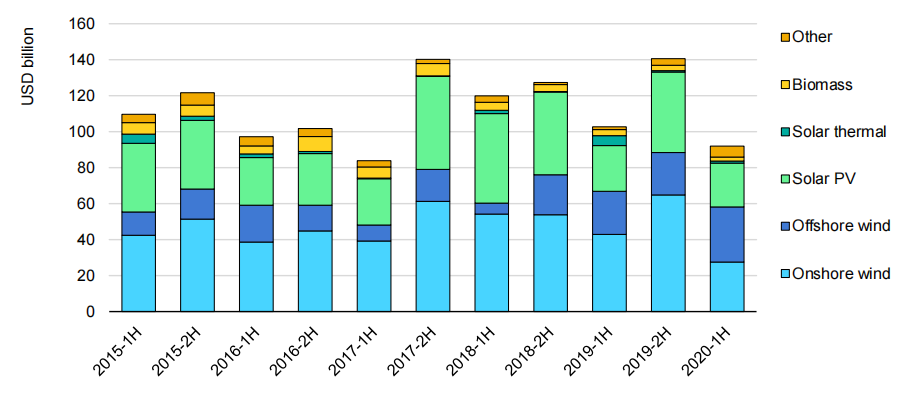 USD billion
160
140
120
100
80
60
40
20
0
2015-1H
2015-2H
2016-1H
2016-2H
2017-1H
2017-2H
2018-1H
2018-2H
2019-1H
2019-2H
2020-1H
Other
Biomass
Solar thermal
Solar PV
Offshore wind
Onshore wind